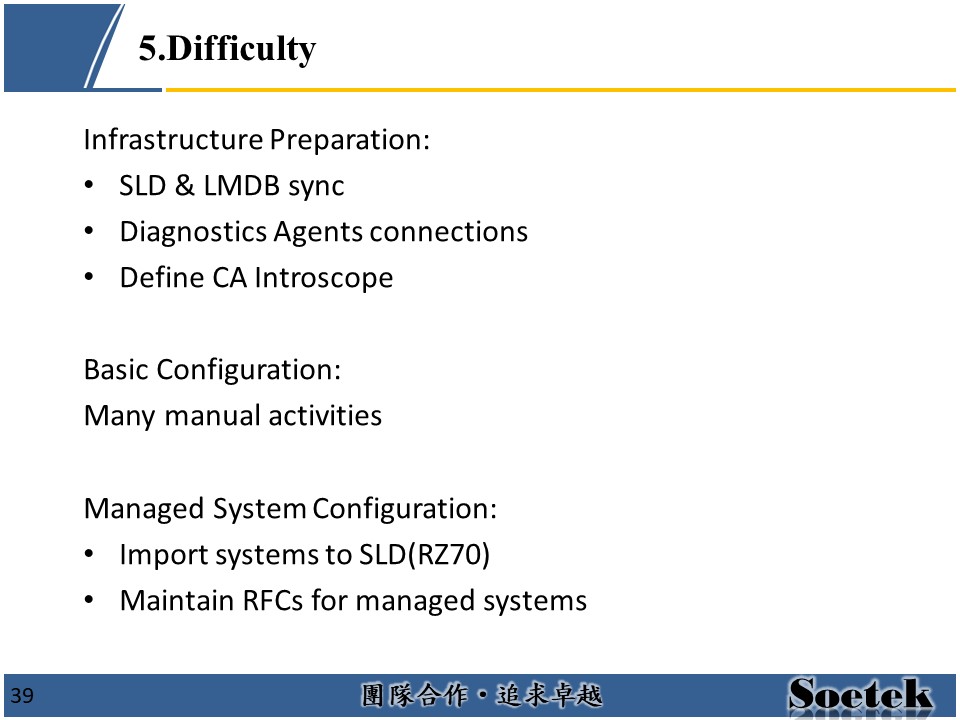 5.Difficulty
Infrastructure Preparation:
• SLD & LMDB sync
• Diagnostics Agents connections
• Define CA Introscope
Basic Configuration:
Many manual activities
Managed System Configuration:
• Import systems to SLD(RZ70)
• Maintain RFCs for managed systems
39
團隊合作·追求卓越
Soetek